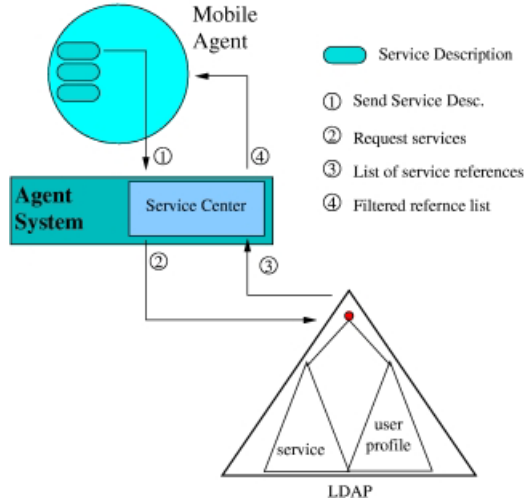 Mobile
Agent
Service Description
① Send Service Desc.
② Request services
③ List of service references
④ Filtered refernce list
① ④
Agent
System
Service Center
② ③
service
user
profile
LDAP